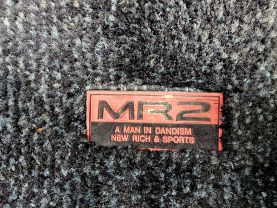 MR2
A MAN IN DANDISM
NEW RICH & SPORTS